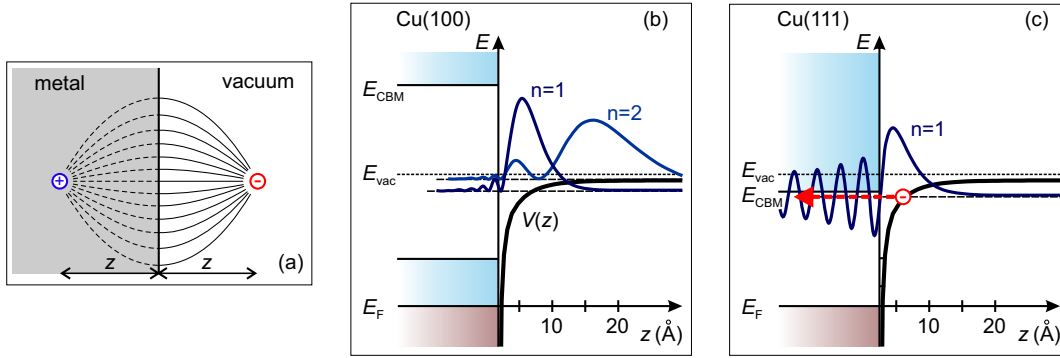 metal
vacuum
+
-
z
z
(a)
Cu(100)
(b)
E
n=1
E_CBM
n=2
E_vac
V(z)
E_F
10
20
z (Å)
Cu(111)
(c)
E
n=1
E_vac
E_CBM
-
E_F
10
20
z (Å)